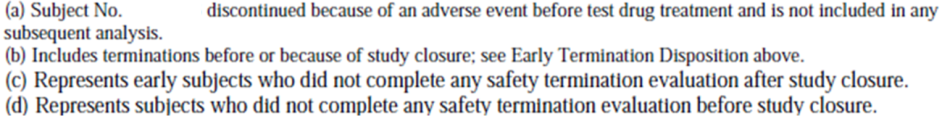 (a) Subject No. discontinued because of an adverse event before test drug treatment and is not included in any
subsequent analysis.
(b) Includes terminations before or because of study closure; see Early Termination Disposition above.
(c) Represents early subjects who did not complete any safety termination evaluation after study closure.
(d) Represents subjects who did not complete any safety termination evaluation before study closure.